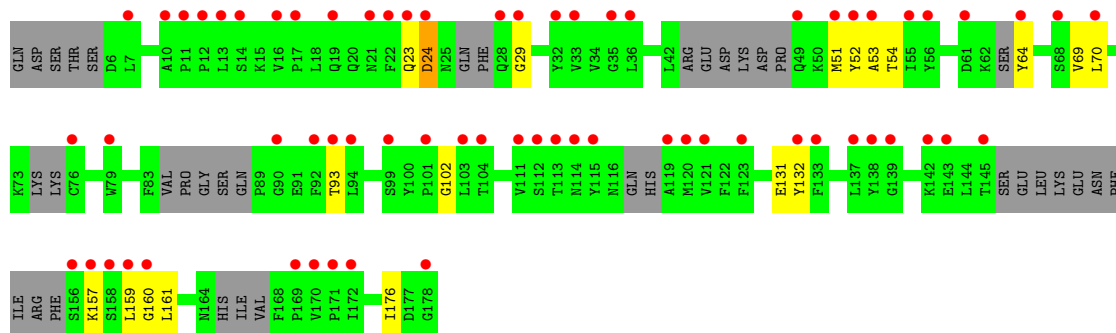 GLN ASP SER THR SER D6 L7 A10 P11 P12 L13 S14 K15 V16 P17 L18 Q19 Q20 N21 F22 Q23 D24 N25 GLN PHE Q28 G29 Y32 V33 V34 G35 L36 L42 ARG GLU ASP LYS ASP PRO Q49 K50 M51 Y52 A53 T54 I55 Y56 D61 K62 SER Y64 S68 V69 L70
K73 LYS LYS C76 W79 F83 VAL PRO GLY SER GLN P89 G90 E91 F92 T93 L94 S99 Y100 P101 G102 L103 T104 V111 S112 T113 N114 Y115 N116 GLN HIS A119 M120 V121 F122 F123 E131 Y132 F133 L137 Y138 G139 K142 E143 L144 T145 SER GLU LEU LYS GLU ASN PHE
ILE ARG PHE S156 K157 S158 L159 G160 L161 N164 HIS ILE VAL F168 P169 V170 P171 I172 I176 D177 G178